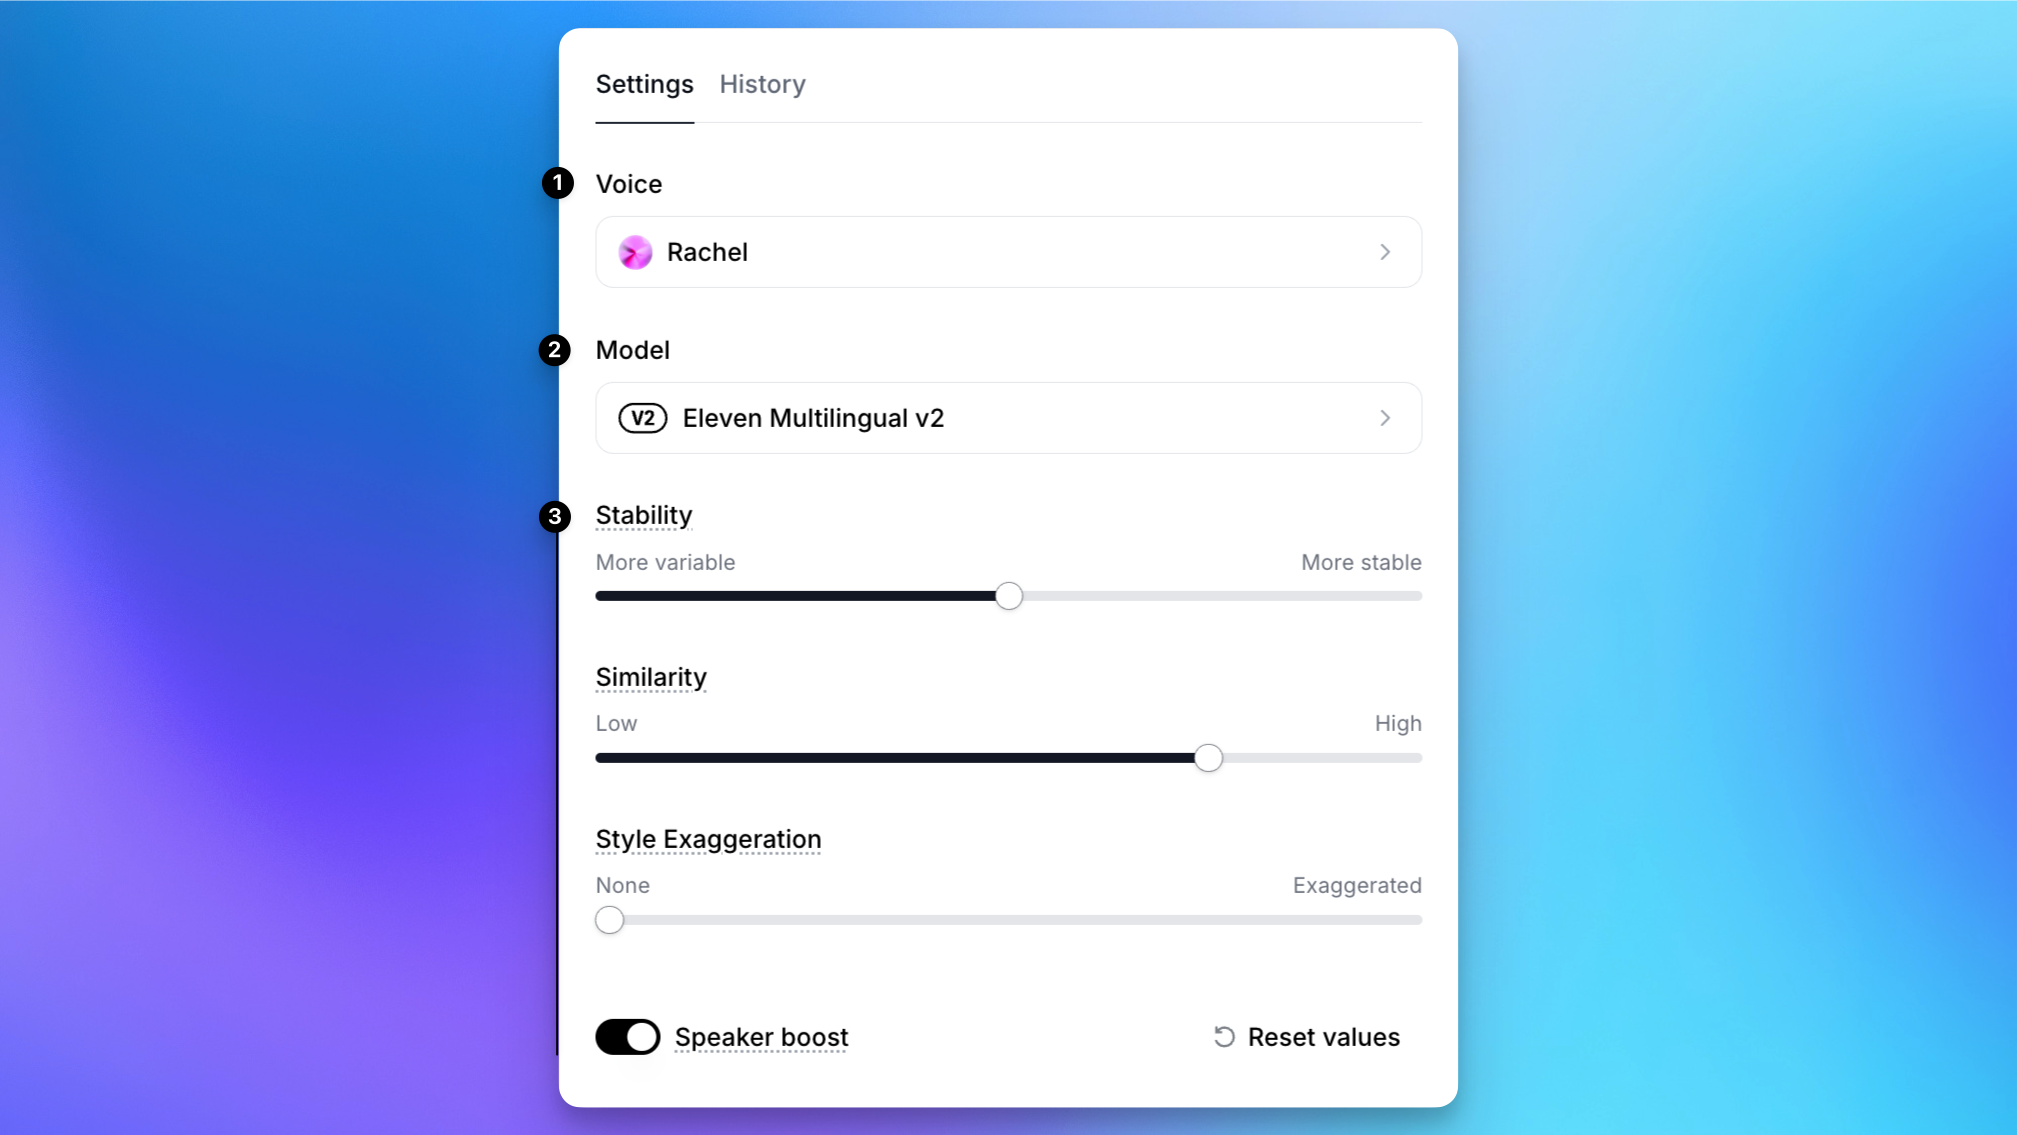 Settings History
1 Voice
Rachel
2 Model
V2 Eleven Multilingual v2
3 Stability
More variable More stable
Similarity
Low High
Style Exaggeration
None Exaggerated
Speaker boost Reset values